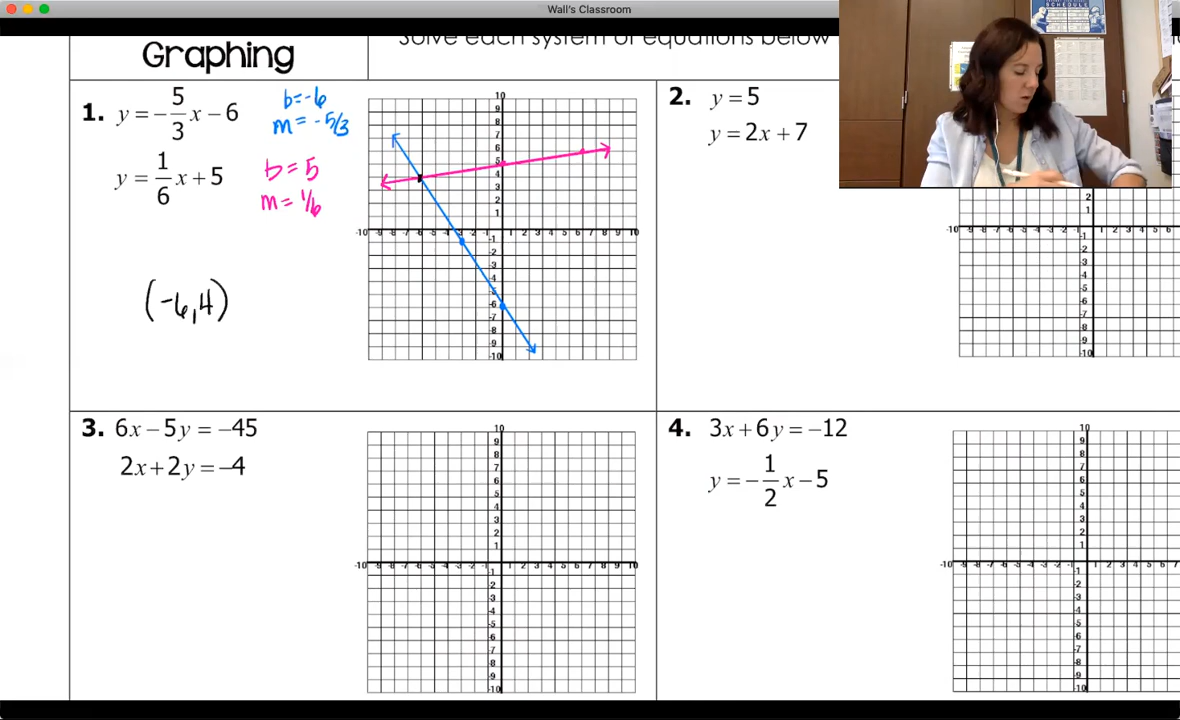 Wall's Classroom
Graphing
Solve each system of equations below
1. y = -5/3x - 6
b = -6
m = -5/3
y = 1/6x + 5
b = 5
m = 1/6
(-6,4)
2. y = 5
y = 2x + 7
3. 6x - 5y = -45
2x + 2y = -4
4. 3x + 6y = -12
y = -1/2x - 5
SCHEDULE